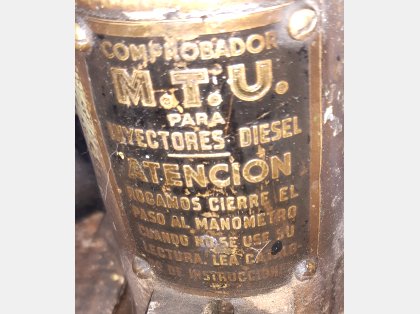 COMPROBADOR
M.T.U.
PARA
INYECTORES DIESEL
ATENCION
ROGAMOS CIERRE EL
PASO AL MANOMETRO
CUANDO NO SE USE SU
LECTURA. LEA
DE INSTRUCCION